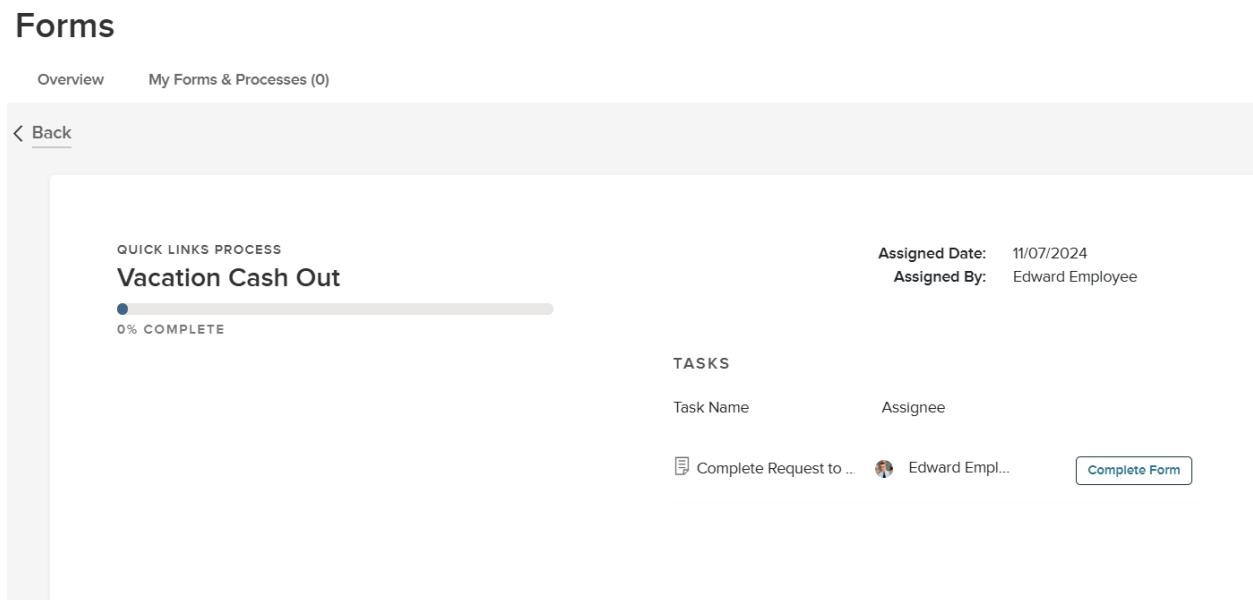 Forms
Overview My Forms & Processes (0)
Back
QUICK LINKS PROCESS
Vacation Cash Out
0% COMPLETE
Assigned Date: 11/07/2024
Assigned By: Edward Employee
TASKS
Task Name Assignee
Complete Request to ... Edward Empl... Complete Form